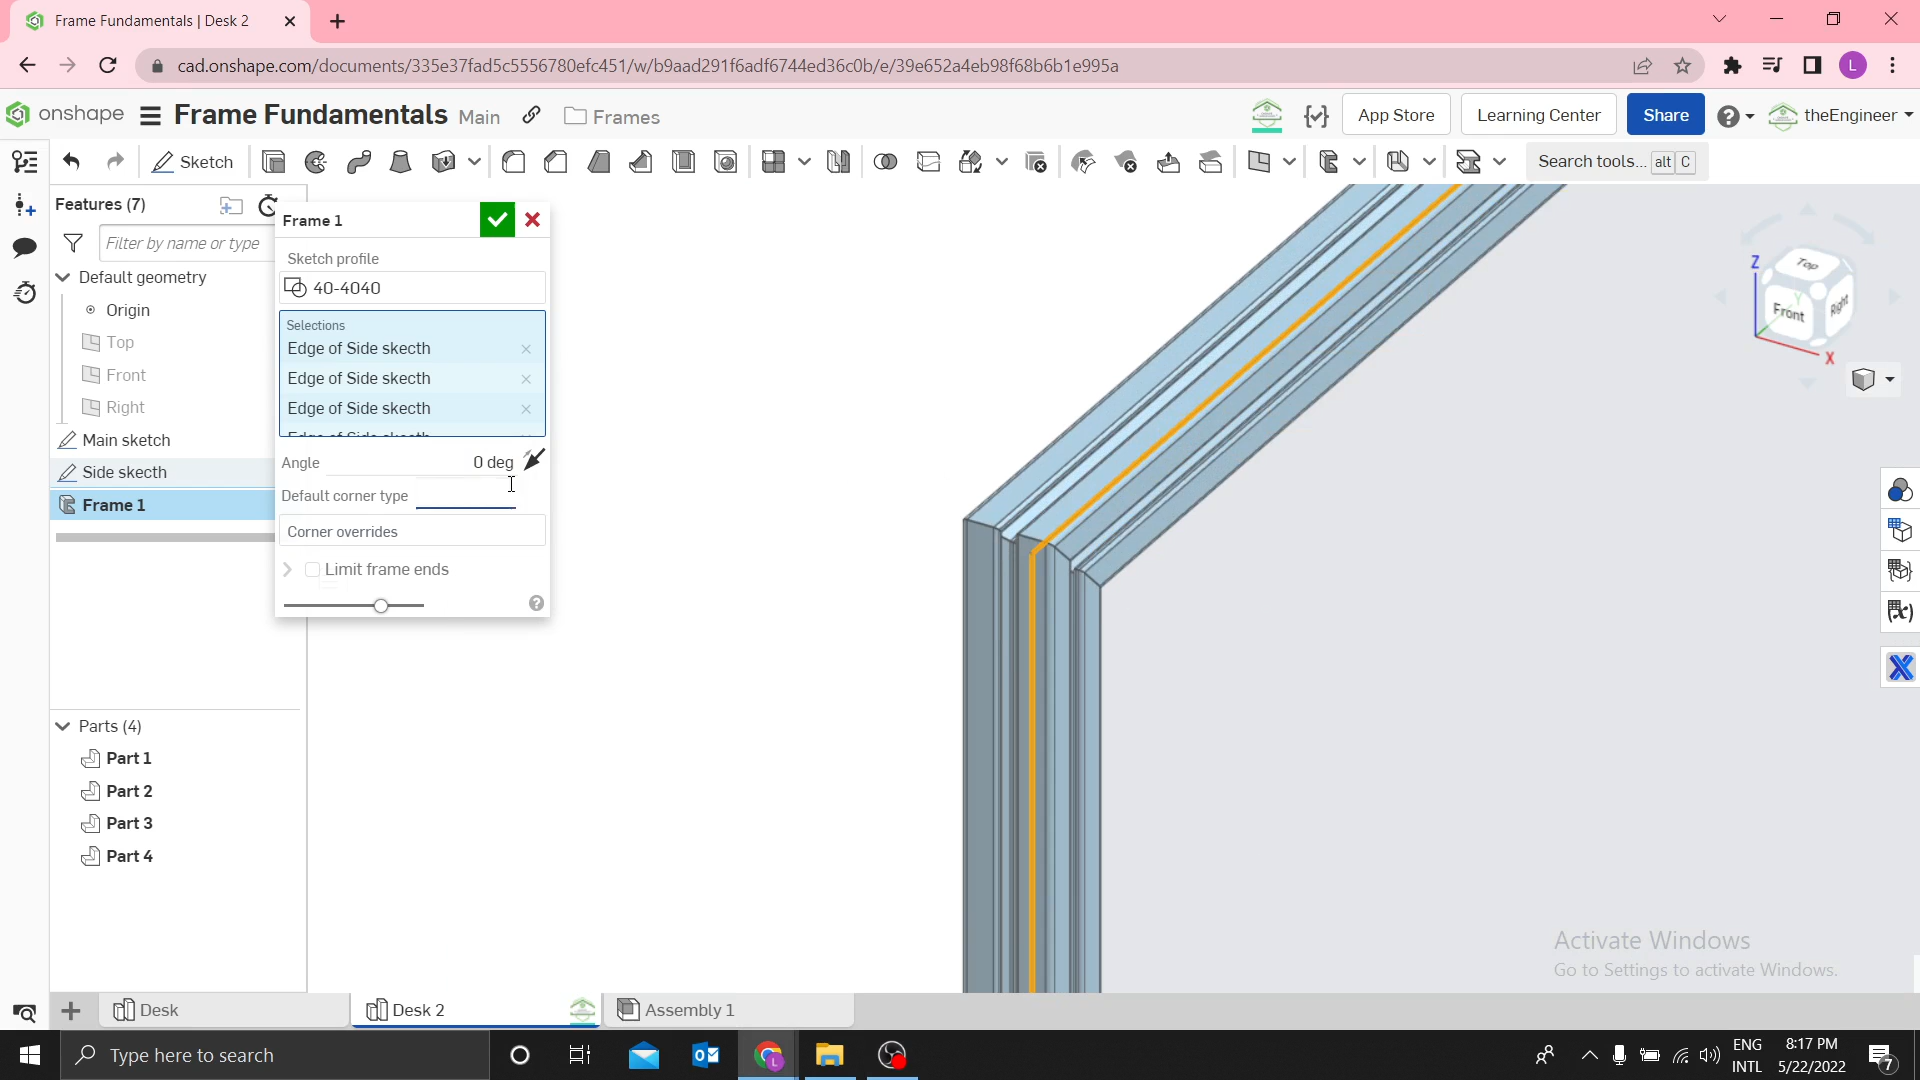 Frame Fundamentals | Desk 2
cad.onshape.com/documents/335e37fad5c5556780efc451/w/b9aad291f6adf6744ed36c0b/e/39e652a4eb98f68b6b1e995a
L
onshape
Frame Fundamentals Main Frames
App Store
Learning Center
Share
theEngineer
Sketch
Search tools... alt C
Features (7)
Filter by name or type
Default geometry
Origin
Top
Front
Right
Main sketch
Side skecth
Frame 1
Frame 1
Sketch profile
40-4040
Selections
Edge of Side skecth
Edge of Side skecth
Edge of Side skecth
Edge of Side skecth
Angle 0 deg
Default corner type
Corner overrides
Limit frame ends
Z
Top
Y
Front
Right
X
Parts (4)
Part 1
Part 2
Part 3
Part 4
Activate Windows
Go to Settings to activate Windows.
Desk
Desk 2
Assembly 1
Type here to search
L
ENG
INTL
8:17 PM
5/22/2022
7